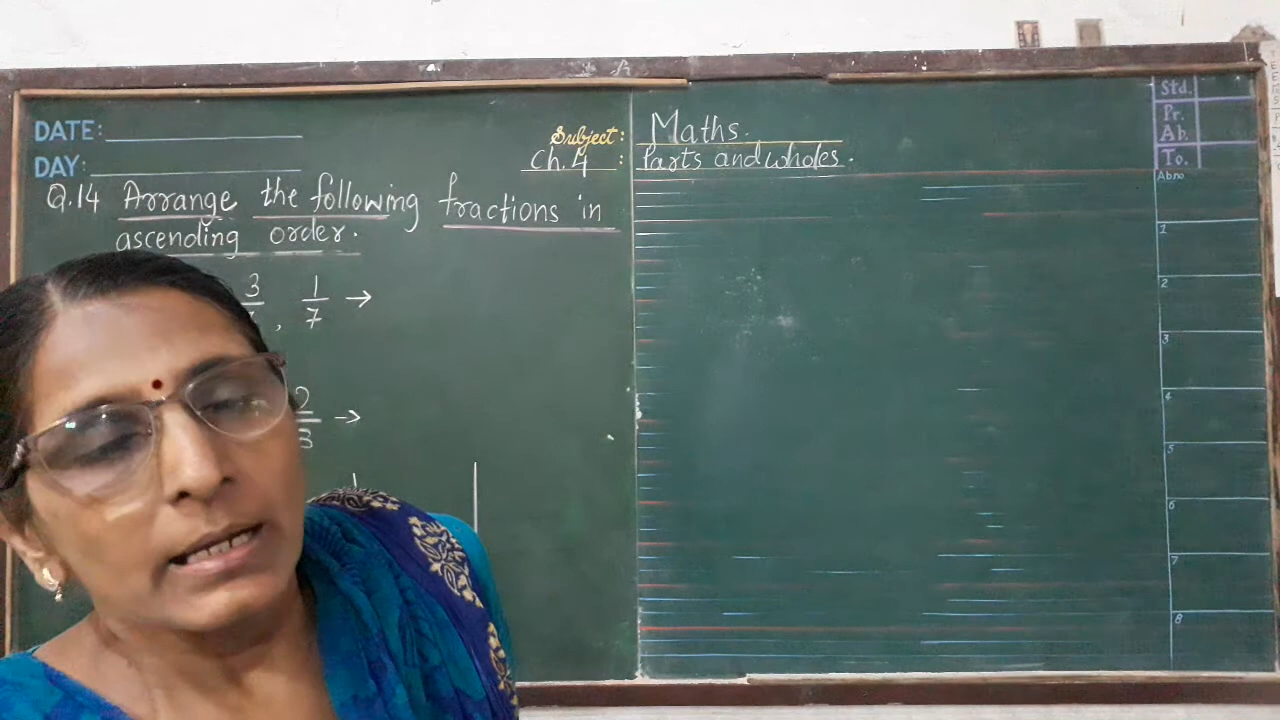 DATE:
DAY:
Subject: Maths.
Ch. 4 : Parts and wholes.
Q.14 Arrange the following fractions in
ascending order.
3/ , 1/7 →
2/3 →
Std.
Pr.
Ab.
To.
Abno
1
2
3
4
5
6
7
8